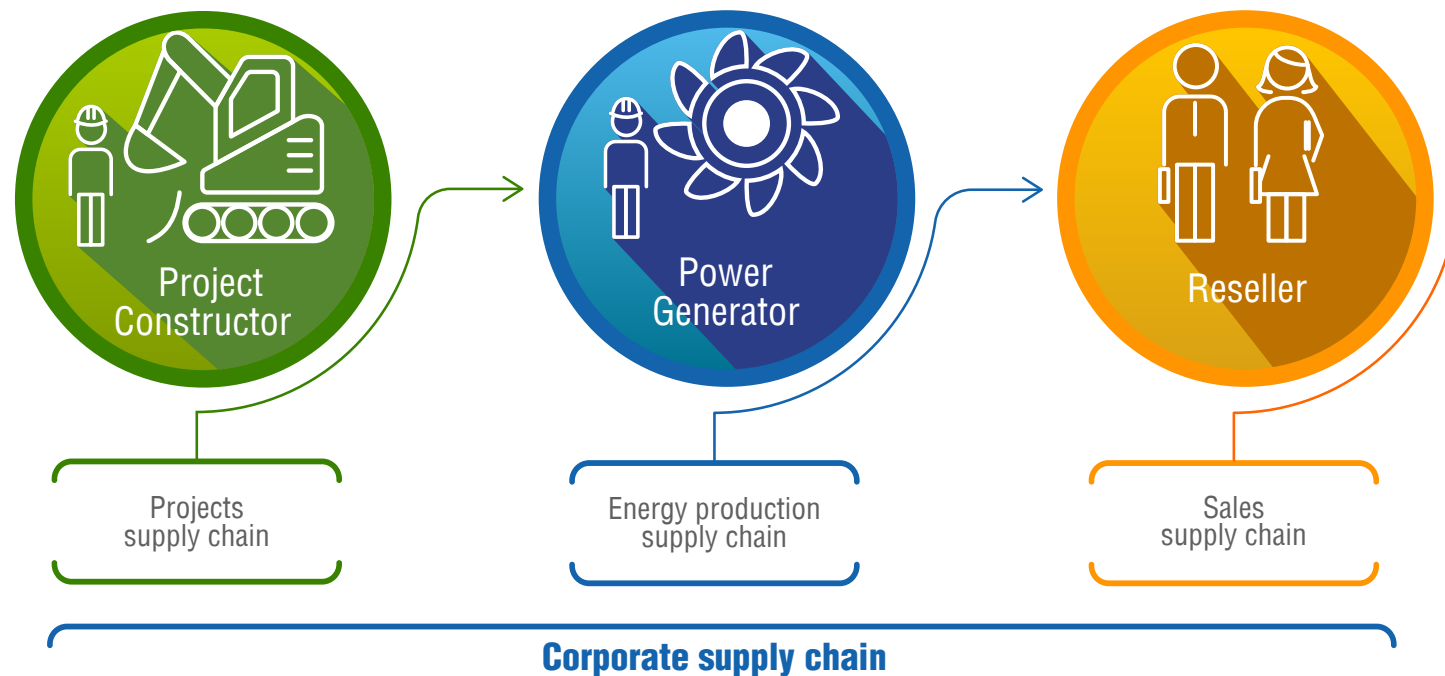 Project
Constructor
Power
Generator
Reseller
Projects
supply chain
Energy production
supply chain
Sales
supply chain
Corporate supply chain